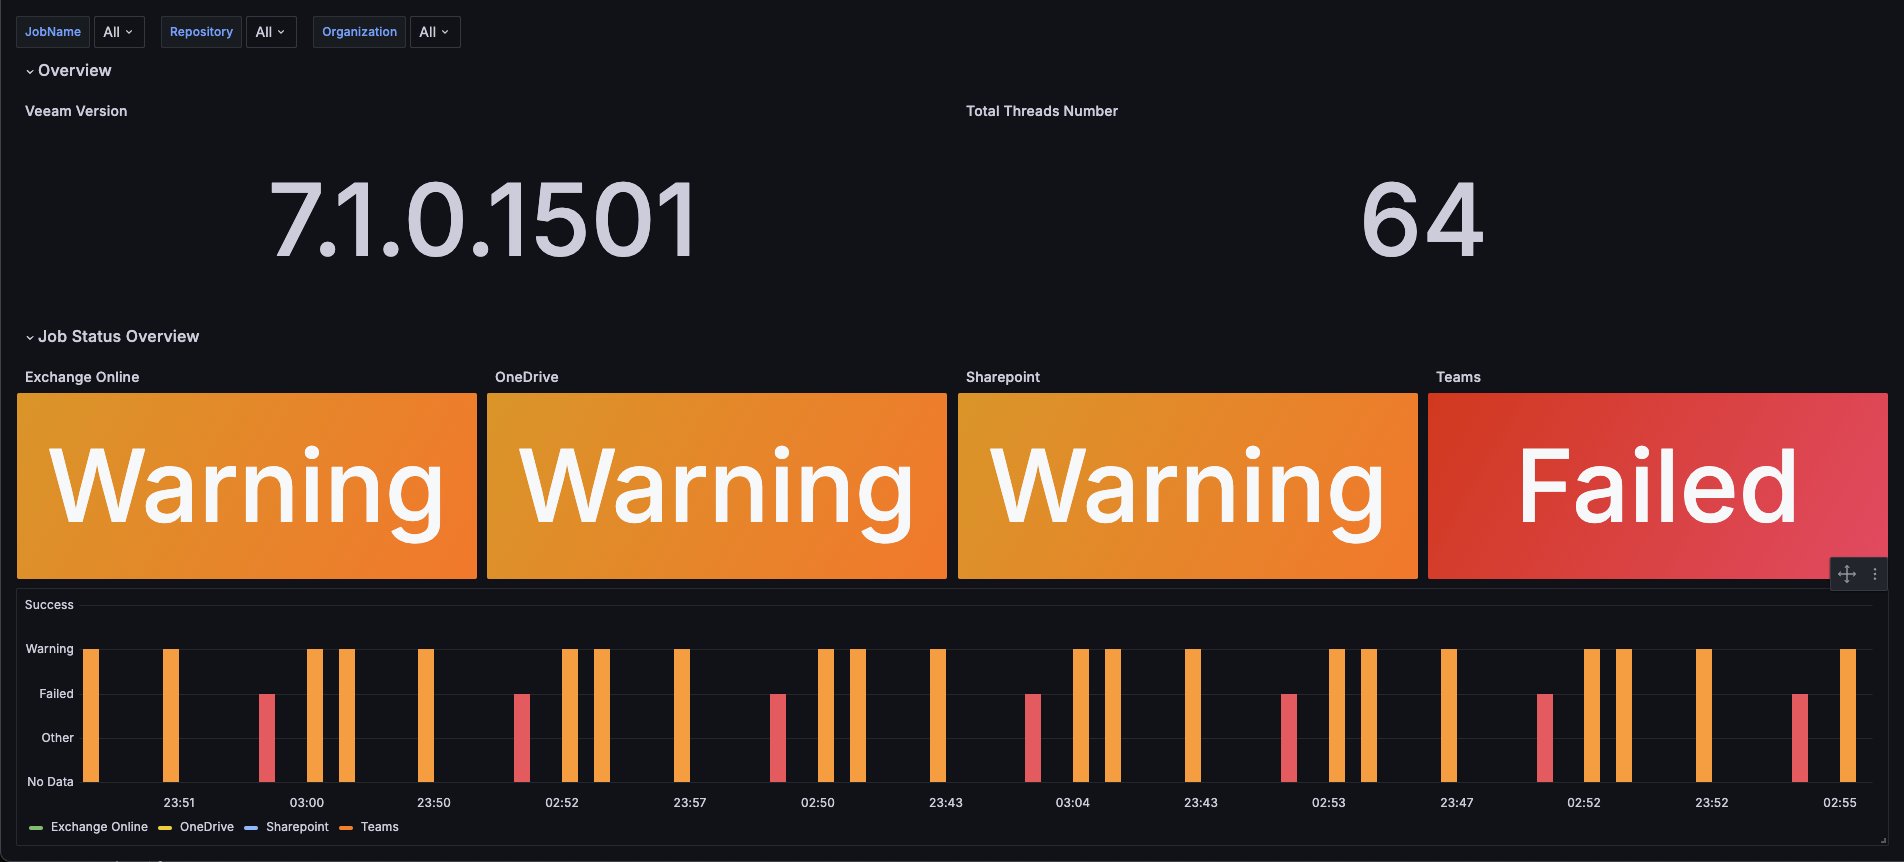 JobName All Repository All Organization All
Overview
Veeam Version Total Threads Number
7.1.0.1501 64
Job Status Overview
Exchange Online OneDrive Sharepoint Teams
Warning Warning Warning Failed
Success
Warning
Failed
Other
No Data
23:51 03:00 23:50 02:52 23:57 02:50 23:43 03:04 23:43 02:53 23:47 02:52 23:52 02:55
Exchange Online OneDrive Sharepoint Teams